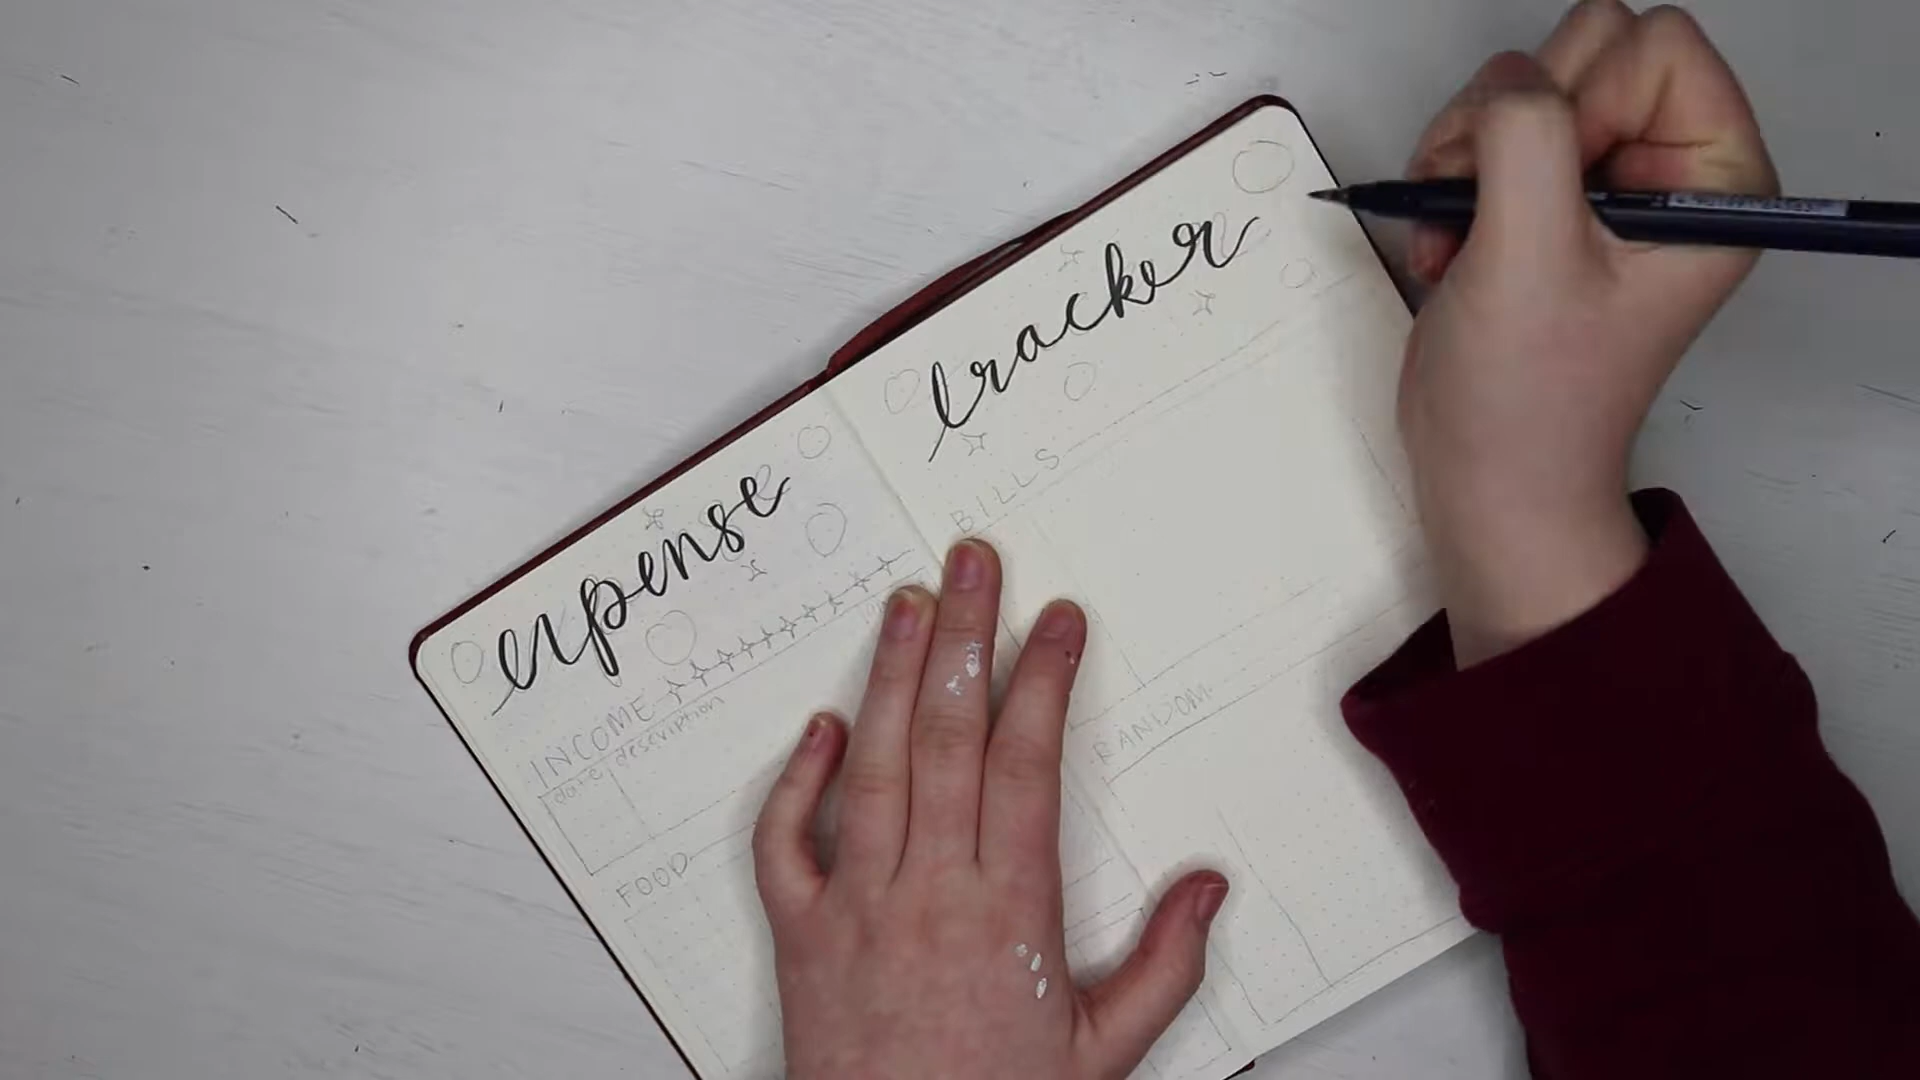 expense
tracker
INCOME
date description
FOOD
BILLS
RANDOM